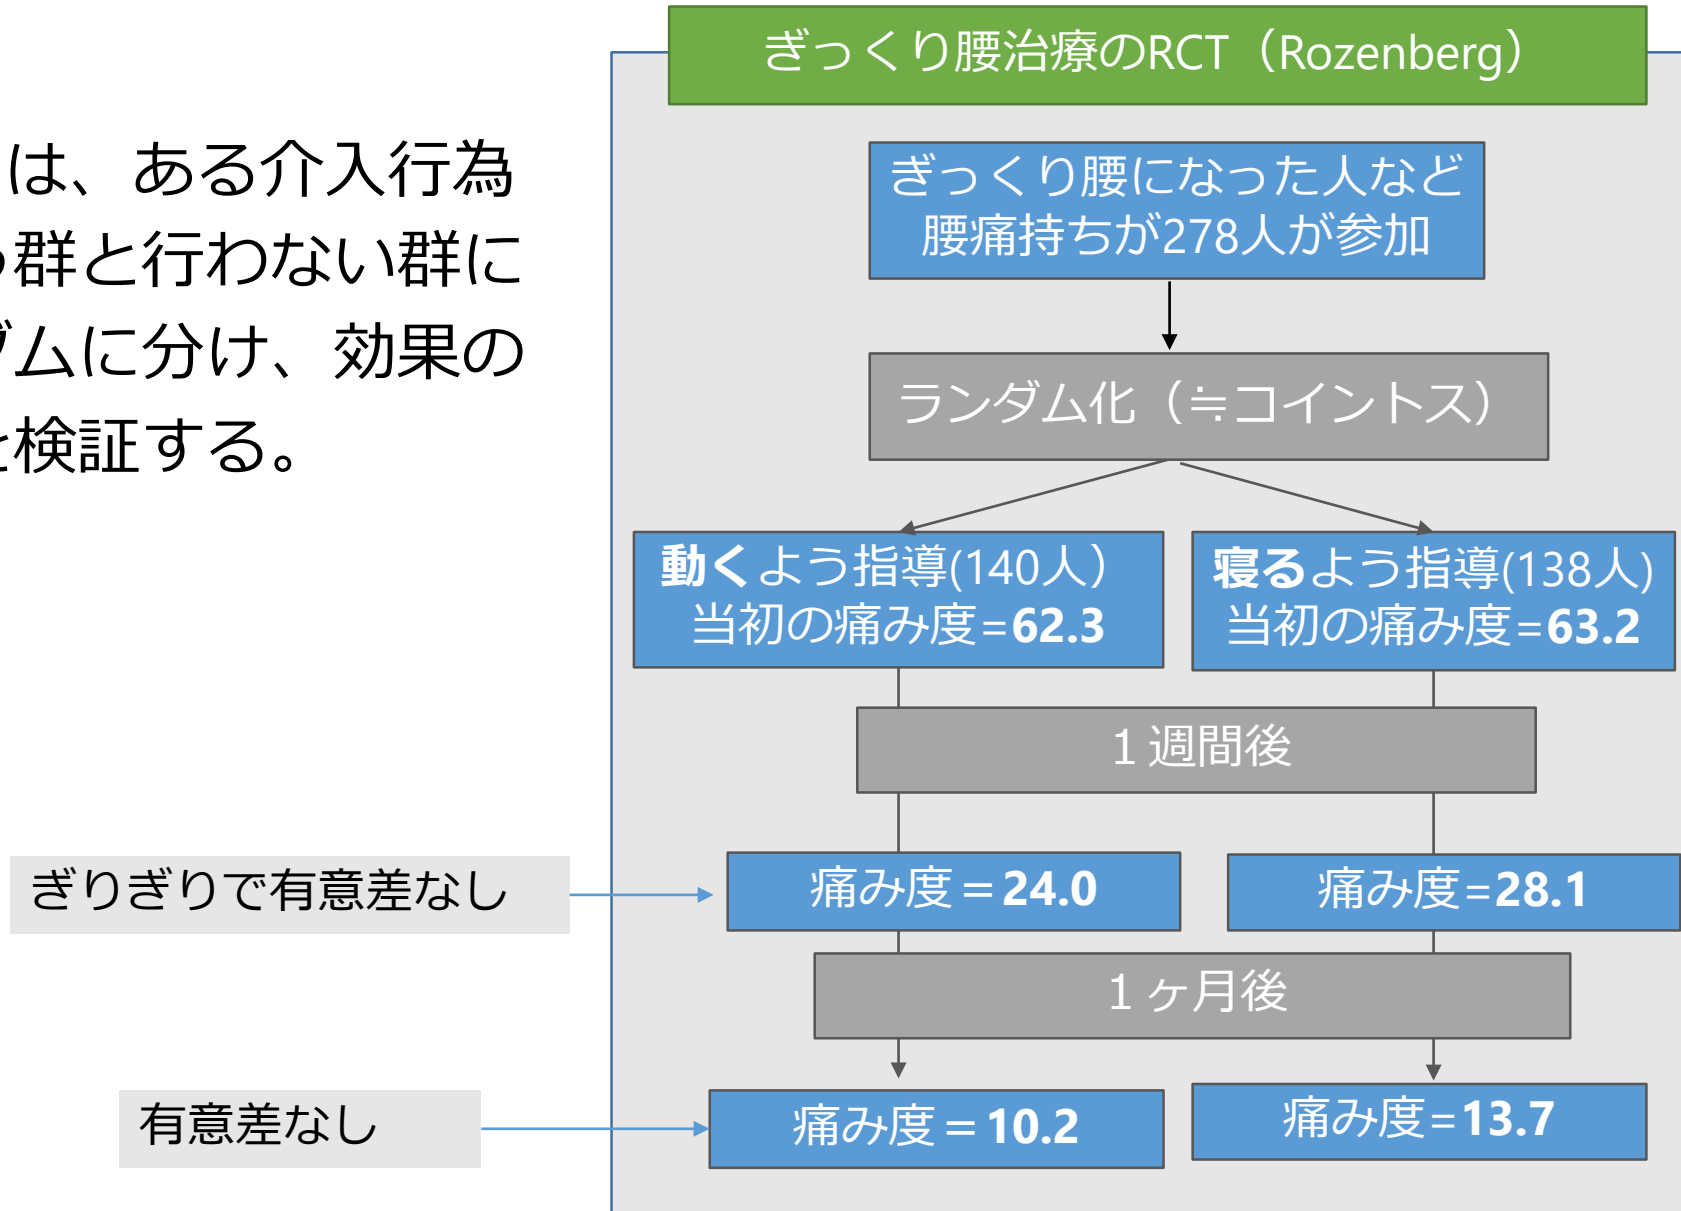 ぎっくり腰治療のRCT（Rozenberg）
は、ある介入行為
群と行わない群に
ダムに分け、効果の
検証する。
ぎっくり腰になった人など
腰痛持ちが278人が参加
ランダム化（≒コイントス）
動くよう指導(140人）
当初の痛み度=62.3
寝るよう指導(138人)
当初の痛み度=63.2
１週間後
ぎりぎりで有意差なし
痛み度＝24.0
痛み度=28.1
１ヶ月後
有意差なし
痛み度＝10.2
痛み度=13.7